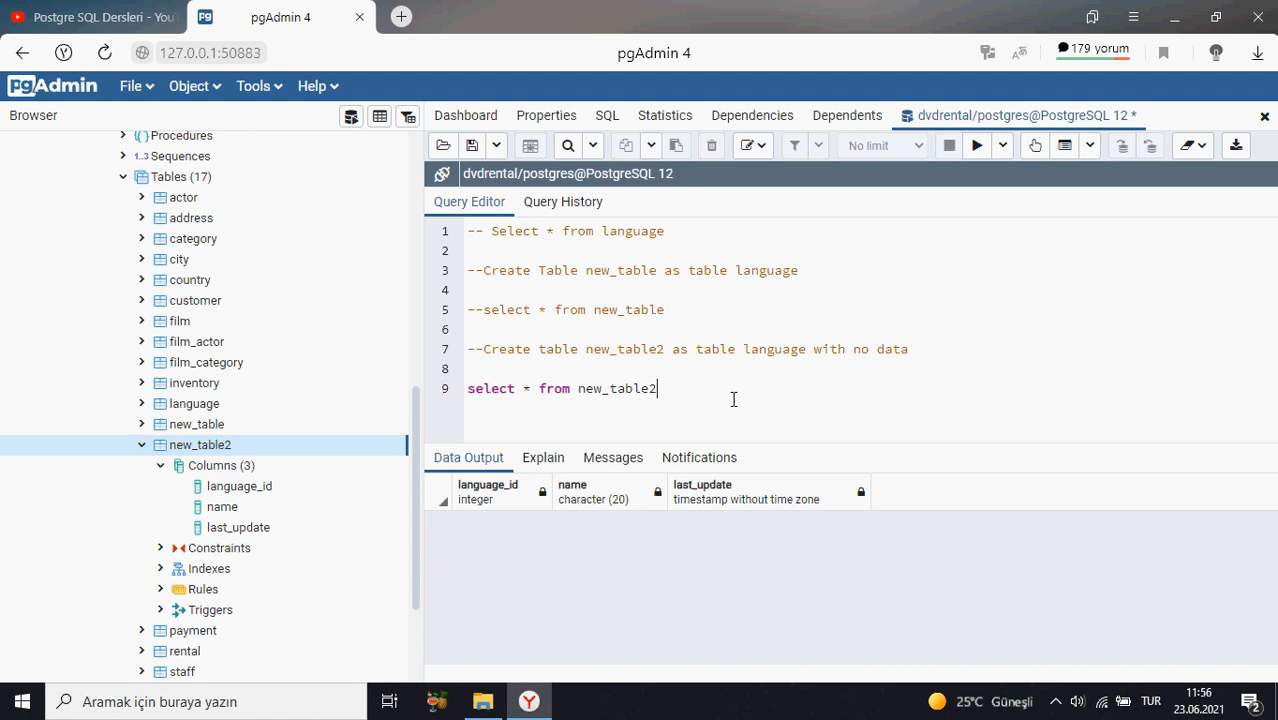 Postgre SQL Dersleri - You
pgAdmin 4
127.0.0.1:50883
pgAdmin 4
179 yorum
pgAdmin
File
Object
Tools
Help
Browser
Dashboard
Properties
SQL
Statistics
Dependencies
Dependents
dvdrental/postgres@PostgreSQL 12 *
No limit
dvdrental/postgres@PostgreSQL 12
Query Editor
Query History
Procedures
1..3 Sequences
Tables (17)
actor
address
category
city
country
customer
film
film_actor
film_category
inventory
language
new_table
new_table2
Columns (3)
language_id
name
last_update
Constraints
Indexes
Rules
Triggers
payment
rental
staff
1 -- Select * from language
2
3 --Create Table new_table as table language
4
5 --select * from new_table
6
7 --Create table new_table2 as table language with no data
8
9 select * from new_table2
Data Output
Explain
Messages
Notifications
language_id
integer
name
character (20)
last_update
timestamp without time zone
Aramak için buraya yazın
25°C Güneşli
TUR
11:56
23.06.2021
2